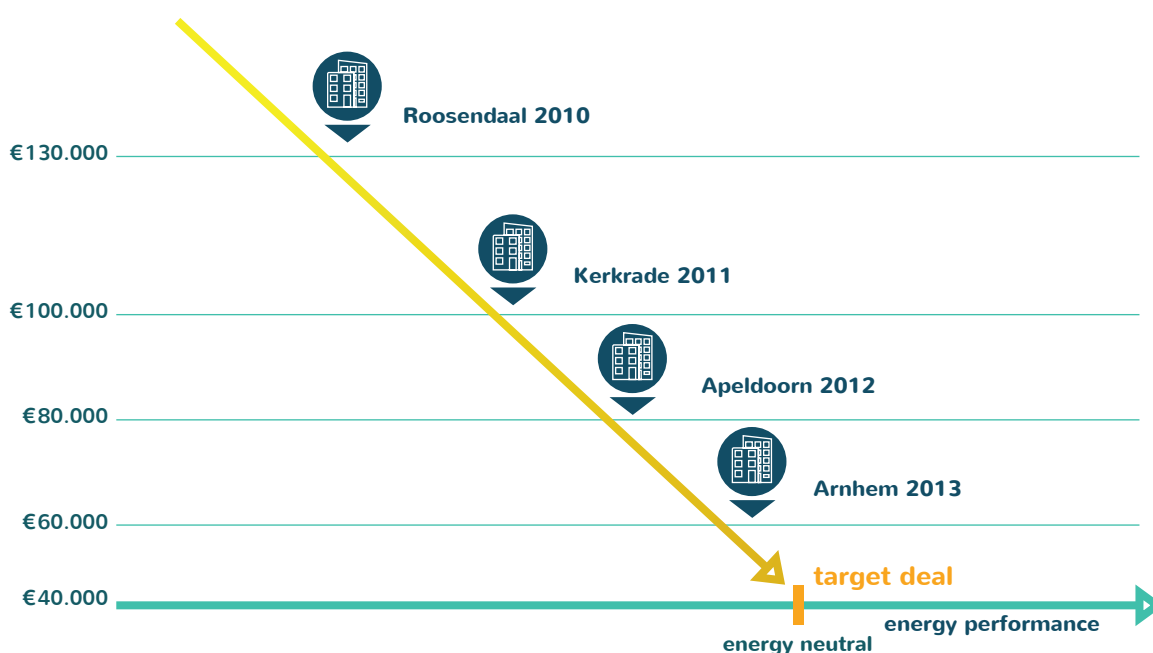 Roosendaal 2010
€130.000
Kerkrade 2011
€100.000
Apeldoorn 2012
€80.000
Arnhem 2013
€60.000
target deal
€40.000
energy performance
energy neutral